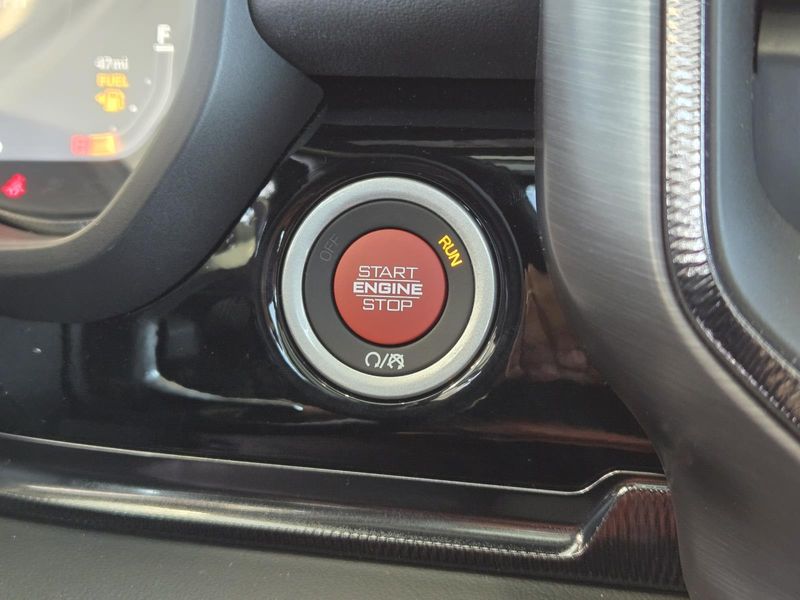 F
47mi
FUEL
OFF
RUN
START
ENGINE
STOP